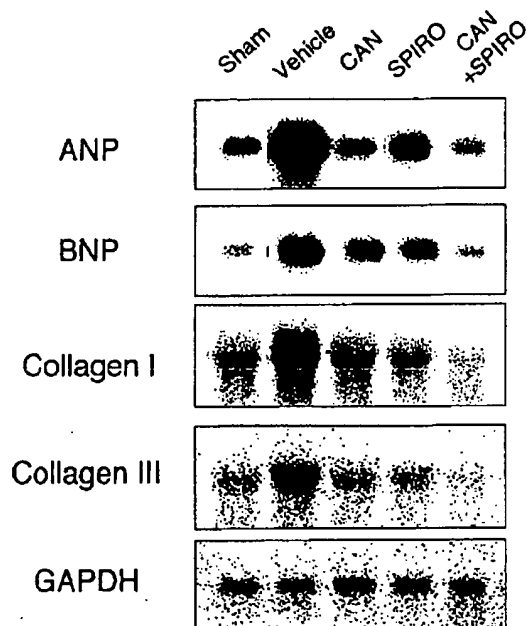 Sham
Vehicle
CAN
SPIRO
CAN
+SPIRO
ANP
BNP
Collagen I
Collagen III
GAPDH